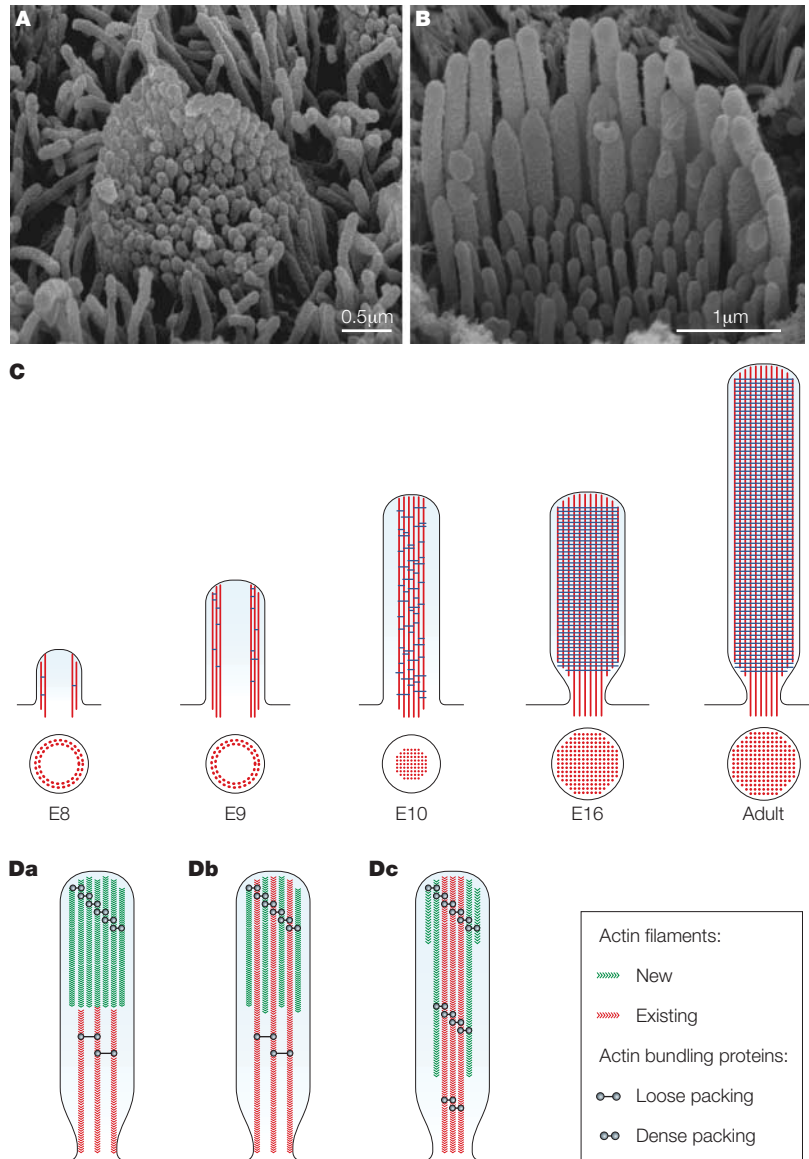 A
B
0.5μm
1μm
C
E8
E9
E10
E16
Adult
Da
Db
Dc
Actin filaments:
New
Existing
Actin bundling proteins:
Loose packing
Dense packing